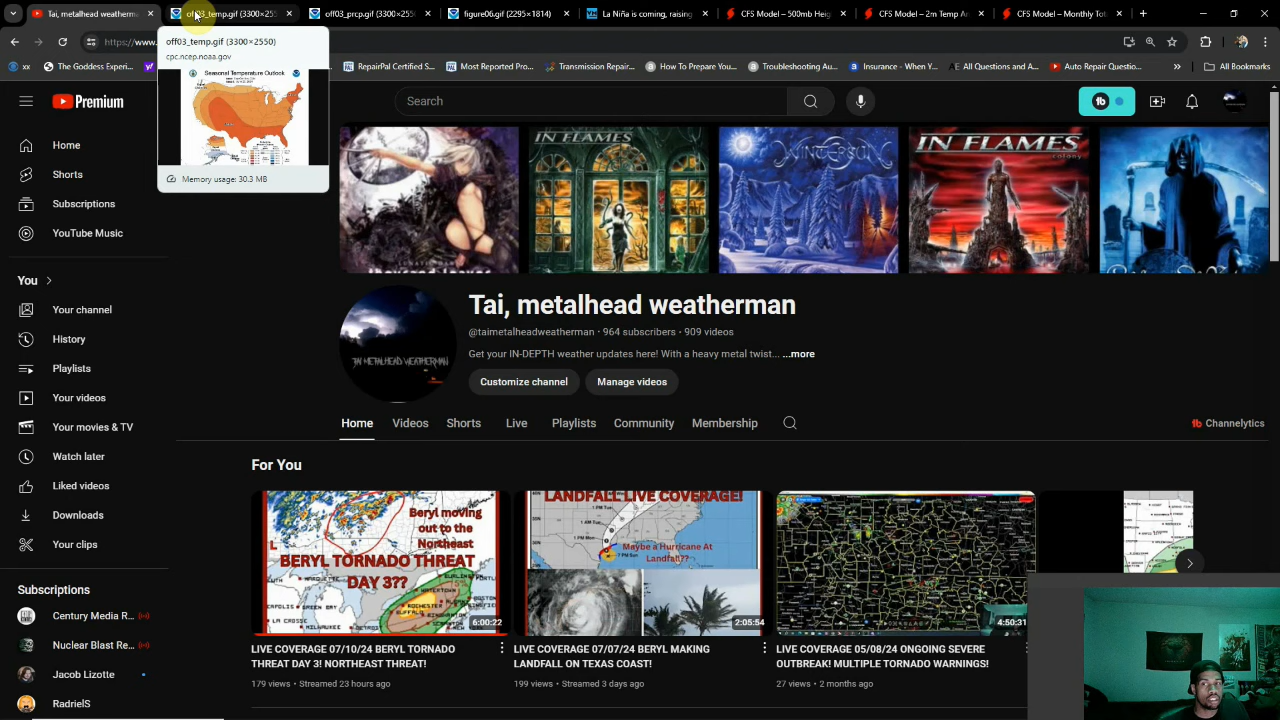 Tai, metalhead weatherma
off03_temp.gif (3300×255
off03_prcp.gif (3300×255
figure06.gif (2295×1814)
La Niña is coming, raising
CFS Model – 500mb Heig
CFS Model – 2m Temp A
CFS Model – Monthly Tot
https://www.
off03_temp.gif (3300×2550)
cpc.ncep.noaa.gov
Seasonal Temperature Outlook
Memory usage: 30.3 MB
xx
The Goddess Experi...
RepairPal Certified S...
Most Reported Pro...
Transmission Repair...
How To Prepare You...
Troubleshooting Au...
Insurance - When Y...
All Questions and A...
Auto Repair Questio...
All Bookmarks
Premium
Search
Home
Shorts
Subscriptions
YouTube Music
You
Your channel
History
Playlists
Your videos
Your movies & TV
Watch later
Liked videos
Downloads
Your clips
Subscriptions
Century Media R...
Nuclear Blast Re...
Jacob Lizotte
RadrielS
IN FLAMES
IN FLAMES
colony
Tai, metalhead weatherman
@taimetalheadweatherman · 964 subscribers · 909 videos
Get your IN-DEPTH weather updates here! With a heavy metal twist... ...more
Customize channel
Manage videos
Home
Videos
Shorts
Live
Playlists
Community
Membership
Channelytics
For You
Beryl moving
out to the
Northeast
BERYL TORNADO THREAT
DAY 3??
6:00:22
LANDFALL LIVE COVERAGE!
Maybe a Hurricane At
Landfall??
2:05:54
4:50:31
LIVE COVERAGE 07/10/24 BERYL TORNADO
THREAT DAY 3! NORTHEAST THREAT!
179 views · Streamed 23 hours ago
LIVE COVERAGE 07/07/24 BERYL MAKING
LANDFALL ON TEXAS COAST!
199 views · Streamed 3 days ago
LIVE COVERAGE 05/08/24 ONGOING SEVERE
OUTBREAK! MULTIPLE TORNADO WARNINGS!
27 views · 2 months ago